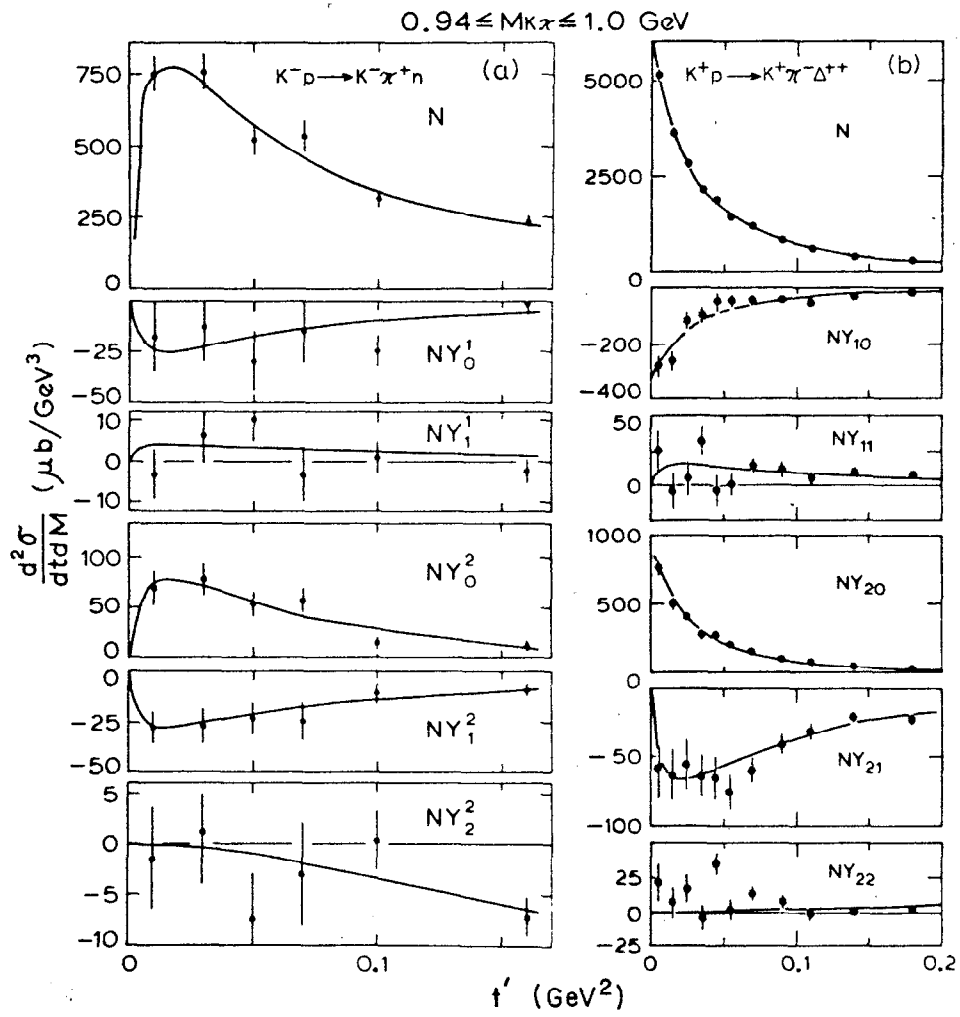 0.94 ≤ Mκπ ≤ 1.0 GeV
K⁻p → K⁻π⁺n
(a)
N
750
500
250
0
NY₀¹
-25
-50
NY₁¹
10
0
-10
NY₀²
100
50
0
NY₁²
0
-25
-50
NY₂²
5
0
-5
-10
0
0.1
d²σ/dtdM (μb/GeV³)
K⁺p → K⁺π⁻Δ⁺⁺
(b)
N
5000
2500
0
NY₁₀
-200
-400
NY₁₁
50
0
NY₂₀
1000
500
0
NY₂₁
-50
-100
NY₂₂
25
0
-25
0
0.1
0.2
t′ (GeV²)